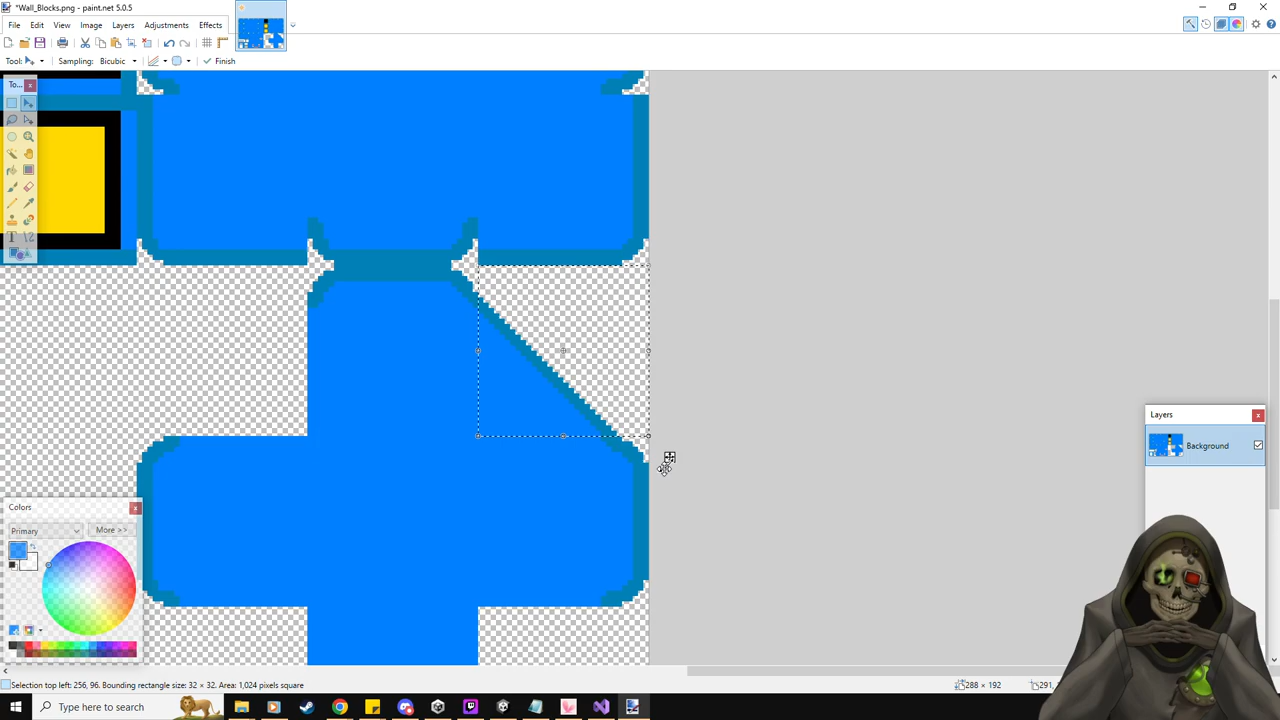 *Wall_Blocks.png - paint.net 5.0.5
File Edit View Image Layers Adjustments Effects
Tool: Sampling: Bicubic Finish
To...
Layers
Background
Colors
Primary More >>
Selection top left: 256, 96. Bounding rectangle size: 32 × 32. Area: 1,024 pixels square
288 × 192
291,
Type here to search